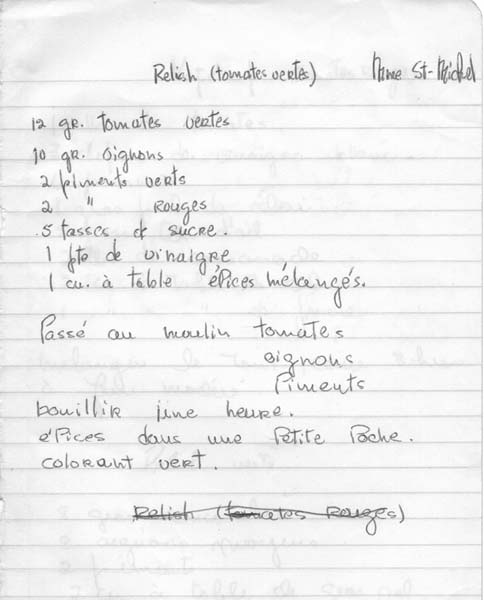 Relish (tomates vertes) Mme St-Michel
12 gr. tomates vertes
10 gr. oignons
2 piments verts
2 " rouges
5 tasses de sucre.
1 pte de vinaigre
1 cu. à table épices mélangés.
Passé au moulin tomates
oignons
Piments
bouillir une heure.
épices dans une Petite Poche.
colorant vert.
Relish (tomates rouges)